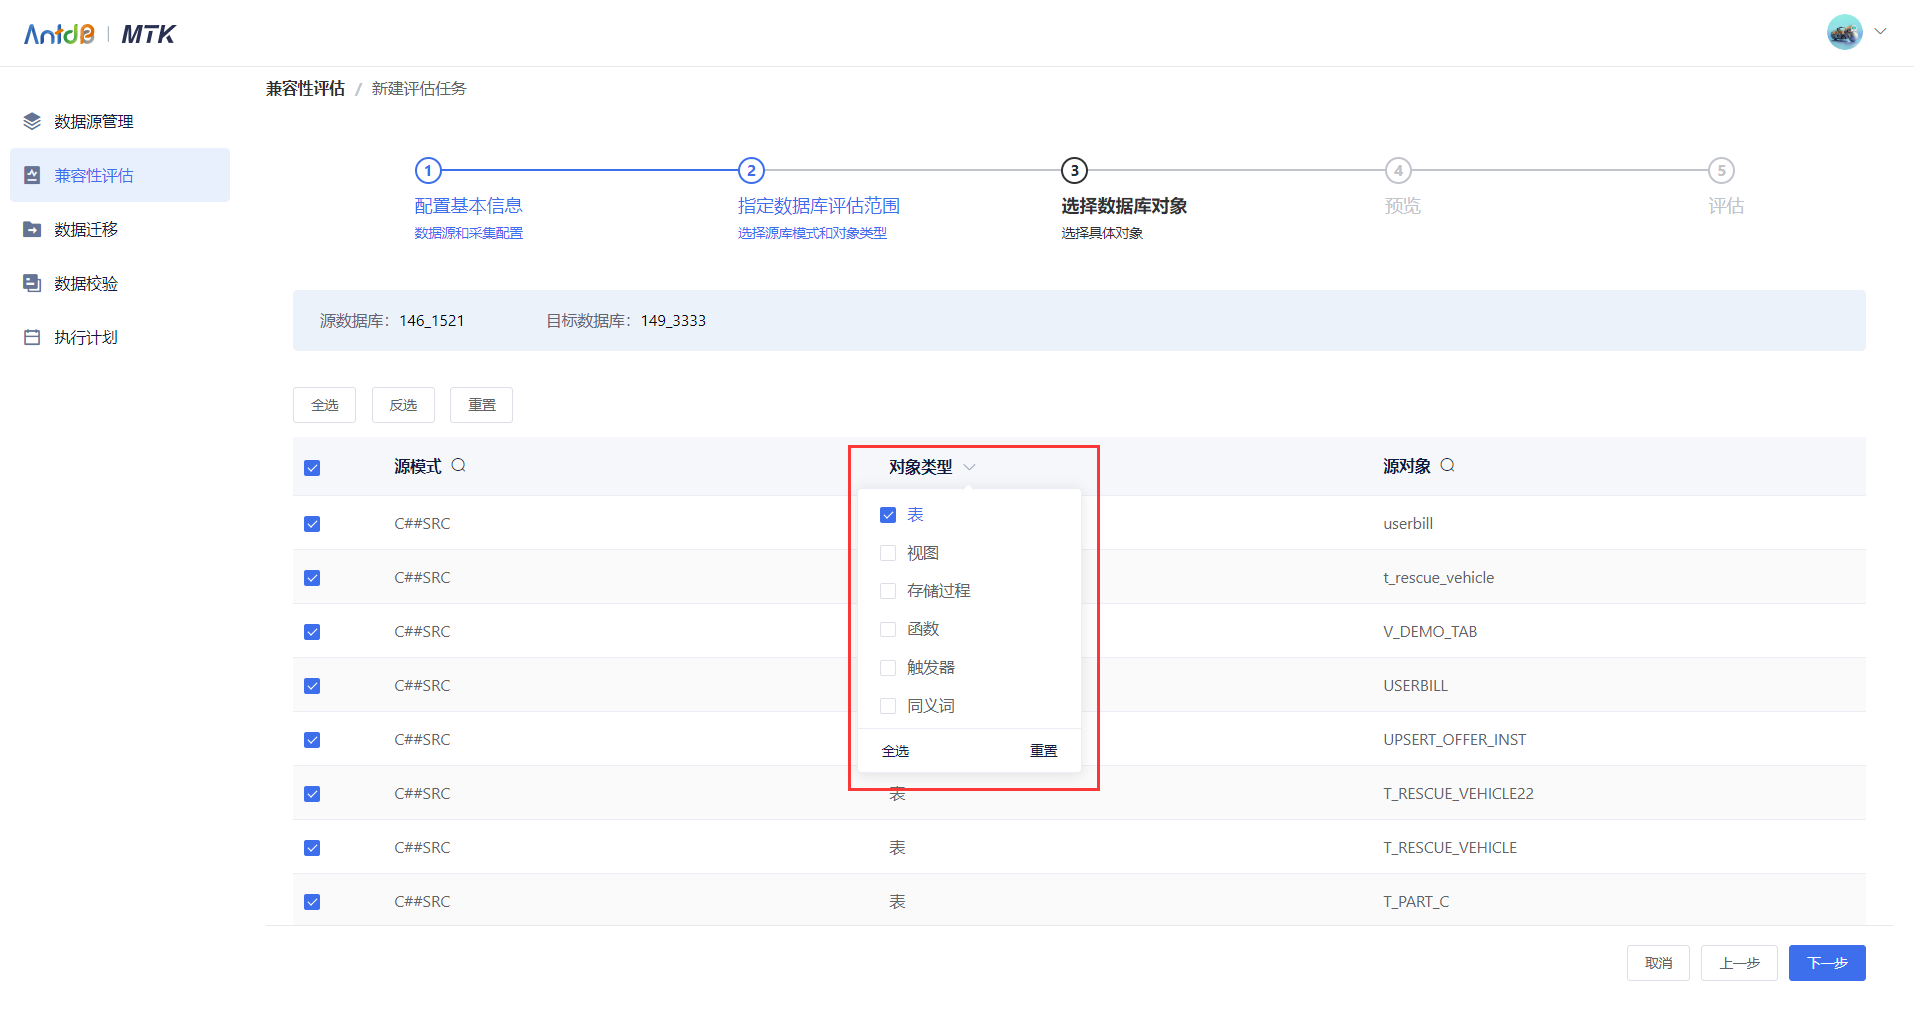 AntdB | MTK
兼容性评估 / 新建评估任务
数据源管理
兼容性评估
数据迁移
数据校验
执行计划
1 2 3 4 5
配置基本信息 指定数据库评估范围 选择数据库对象 预览 评估
数据源和采集配置 选择源库模式和对象类型 选择具体对象
源数据库： 146_1521 目标数据库： 149_3333
全选 反选 重置
源模式 对象类型 源对象
C##SRC userbill
C##SRC t_rescue_vehicle
C##SRC V_DEMO_TAB
C##SRC USERBILL
C##SRC UPSERT_OFFER_INST
C##SRC 表 T_RESCUE_VEHICLE22
C##SRC 表 T_RESCUE_VEHICLE
C##SRC 表 T_PART_C
表
视图
存储过程
函数
触发器
同义词
全选 重置
取消 上一步 下一步